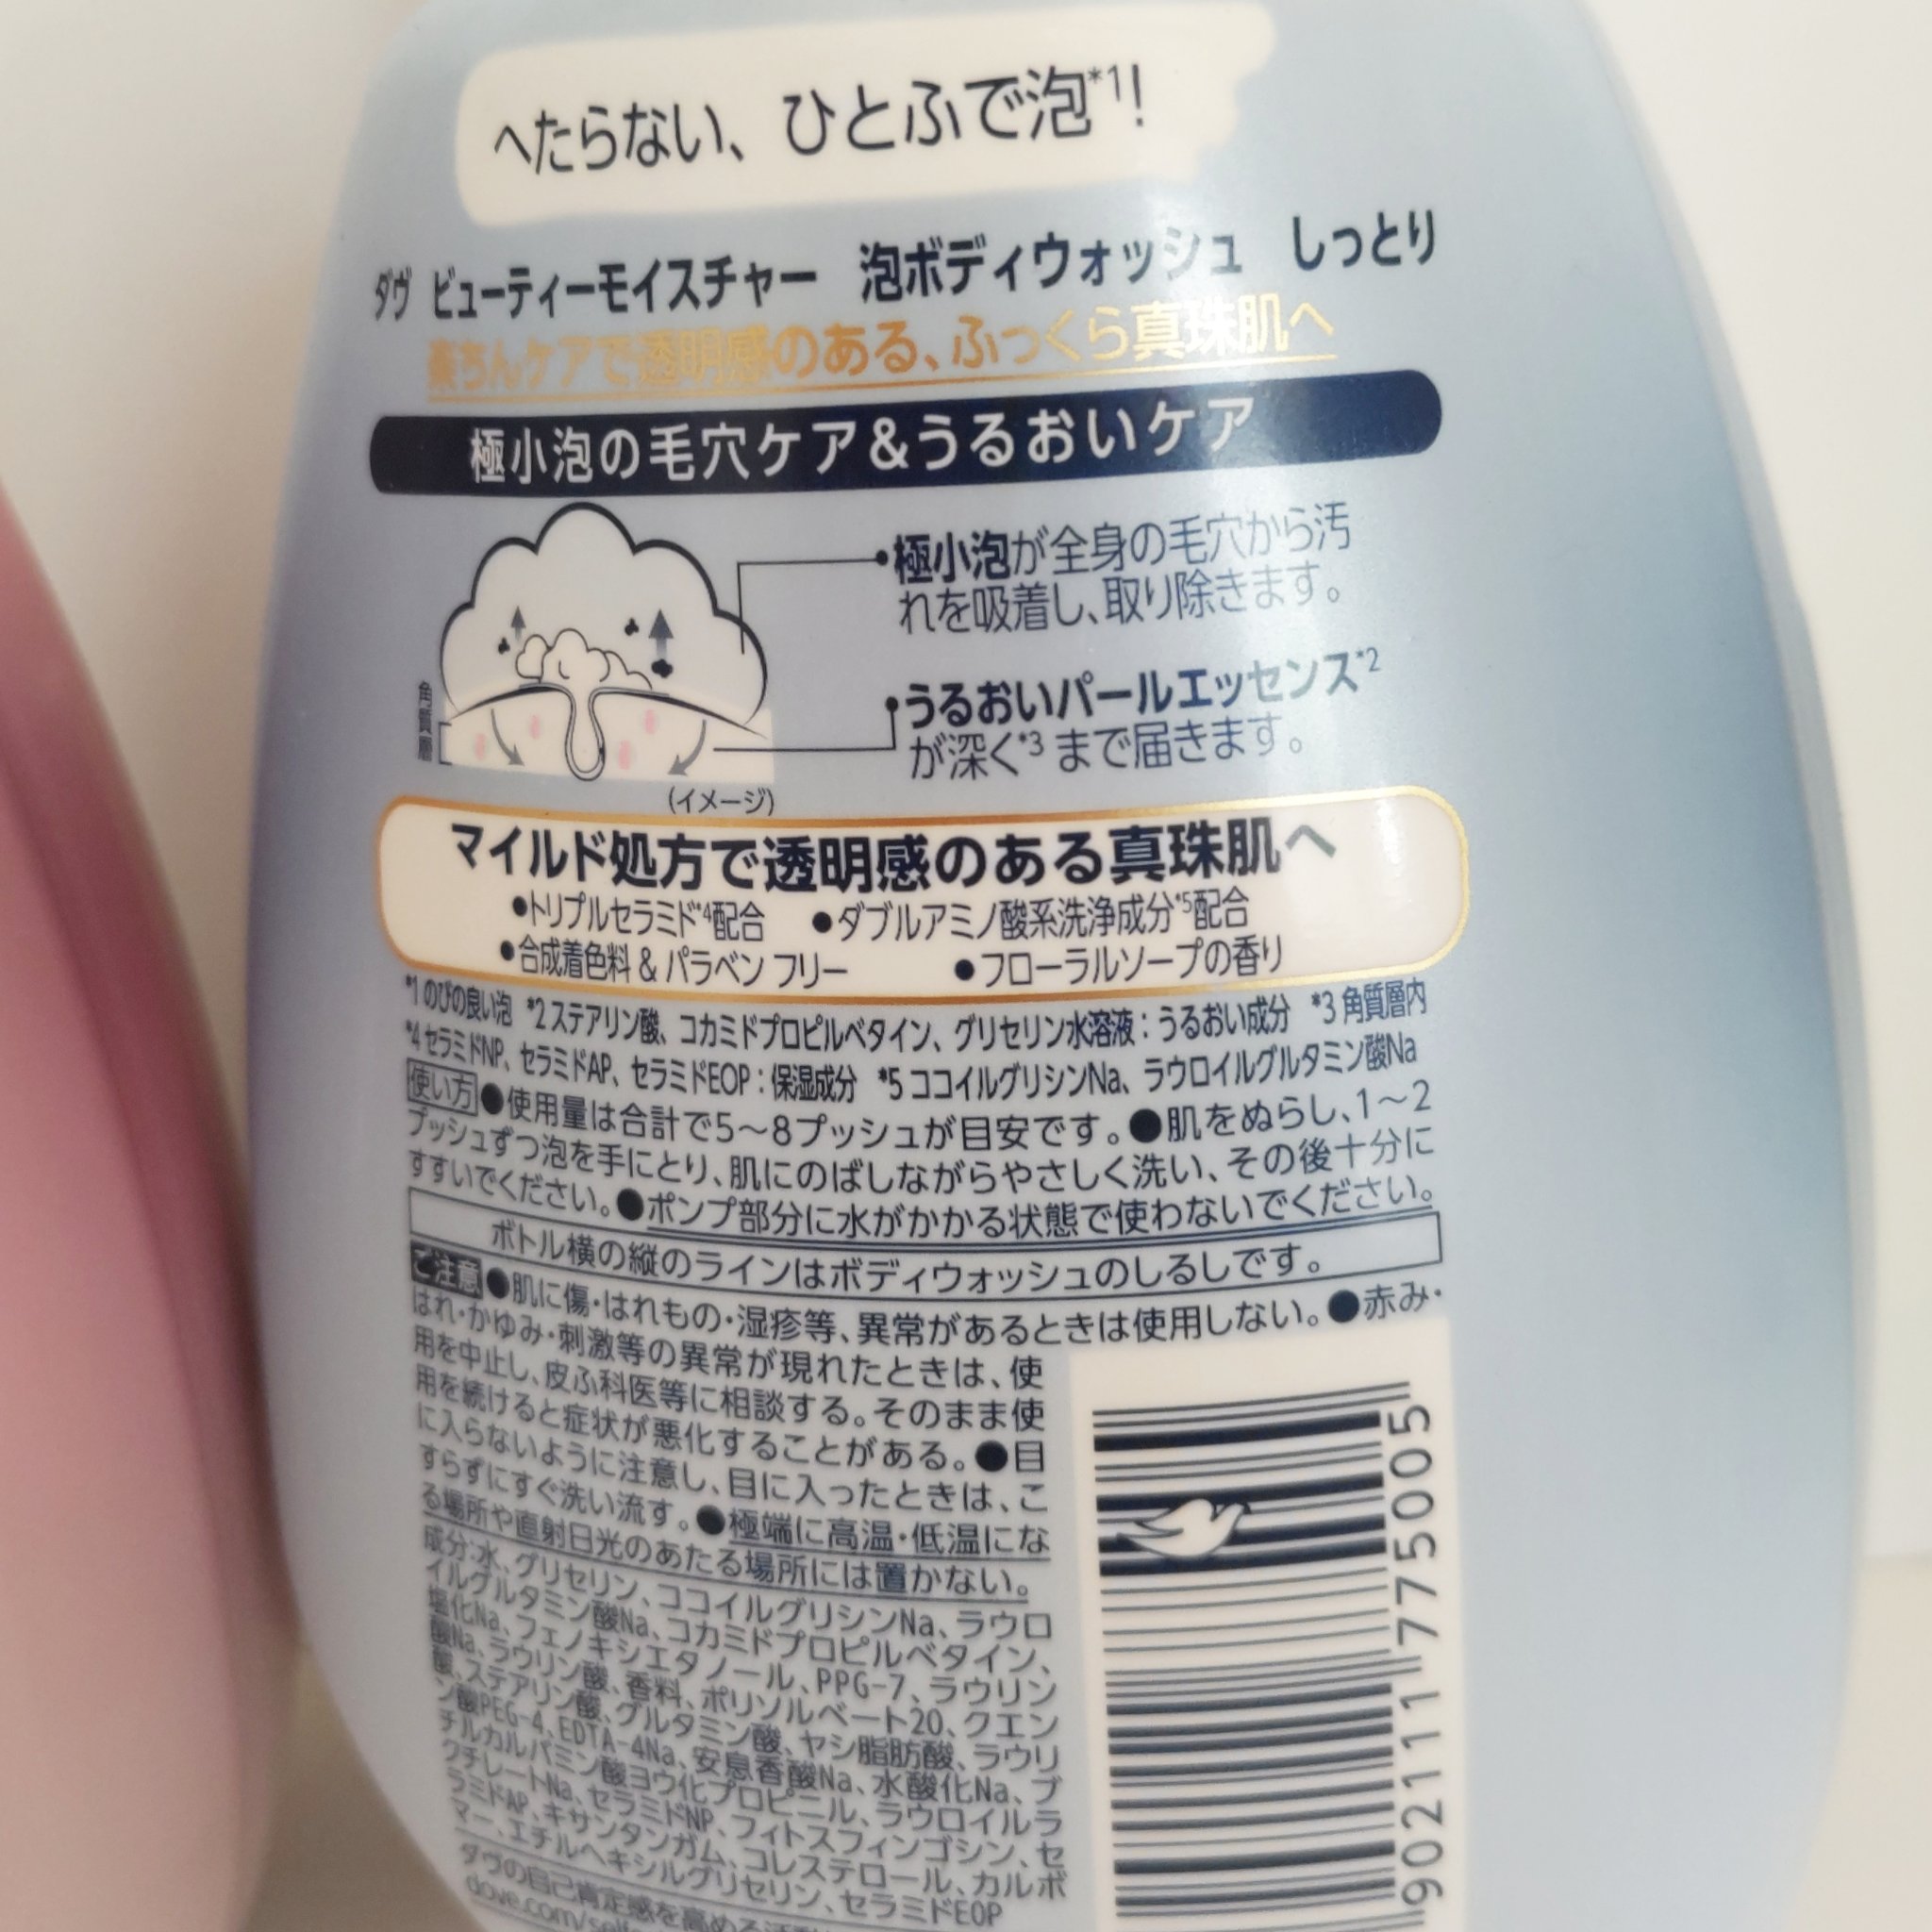 へたらない、ひとふで泡*1!
ダヴ ビューティーモイスチャー 泡ボディウォッシュ しっとり
楽ちんケアで透明感のある、ふっくら真珠肌へ
極小泡の毛穴ケア&うるおいケア
極小泡が全身の毛穴から汚
れを吸着し、取り除きます。
うるおいパールエッセンス*2
が深く*3 まで届きます。
角質層
(イメージ)
マイルド処方で透明感のある真珠肌へ
●トリプルセラミド*4配合 ●ダブルアミノ酸系洗浄成分*5配合
●合成着色料 & パラベン フリー ●フローラルソープの香り
*1 のびの良い泡 *2 ステアリン酸、コカミドプロピルベタイン、グリセリン水溶液：うるおい成分 *3 角質層内
*4 セラミドNP、セラミドAP、セラミドEOP：保湿成分 *5 ココイルグリシンNa、ラウロイルグルタミン酸Na
使い方 ●使用量は合計で5～8プッシュが目安です。●肌をぬらし、1～2
プッシュずつ泡を手にとり、肌にのばしながらやさしく洗い、その後十分に
すすいでください。●ポンプ部分に水がかかる状態で使わないでください。
ボトル横の縦のラインはボディウォッシュのしるしです。
ご注意 ●肌に傷・はれもの・湿疹等、異常があるときは使用しない。●赤み・
はれ・かゆみ・刺激等の異常が現れたときは、使
用を中止し、皮ふ科医等に相談する。そのまま使
用を続けると症状が悪化することがある。●目
に入らないように注意し、目に入ったときは、こ
すらずにすぐ洗い流す。●極端に高温・低温にな
る場所や直射日光のあたる場所には置かない。
成分：水、グリセリン、ココイルグリシンNa、ラウロ
イルグルタミン酸Na、コカミドプロピルベタイン、
塩化Na、フェノキシエタノール、PPG-7、ラウリン
酸Na、ラウリン酸、香料、ポリソルベート20、クエン
酸、ステアリン酸、グルタミン酸、ヤシ脂肪酸、ラウリ
ン酸PEG-4、EDTA-4Na、安息香酸Na、水酸化Na、ブ
チルカルバミン酸ヨウ化プロピニル、ラウロイルラ
クチレートNa、セラミドNP、フィトスフィンゴシン、セ
ラミドAP、キサンタンガム、コレステロール、カルボ
マー、エチルヘキシルグリセリン、セラミドEOP
ダヴの自己肯定感を高める
dove.com/self
902111 775005